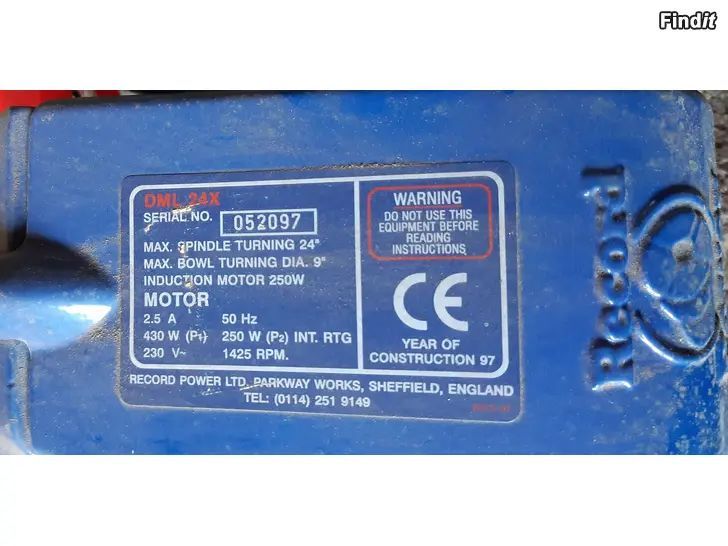 Findit
DML 24X
SERIAL NO. 052097
MAX. SPINDLE TURNING 24"
MAX. BOWL TURNING DIA. 9"
INDUCTION MOTOR 250W
MOTOR
2.5 A 50 Hz
430 W (P1) 250 W (P2) INT. RTG
230 V~ 1425 RPM.
WARNING
DO NOT USE THIS
EQUIPMENT BEFORE
READING
INSTRUCTIONS
CE
YEAR OF
CONSTRUCTION 97
RECORD POWER LTD, PARKWAY WORKS, SHEFFIELD, ENGLAND
TEL: (0114) 251 9149
Record